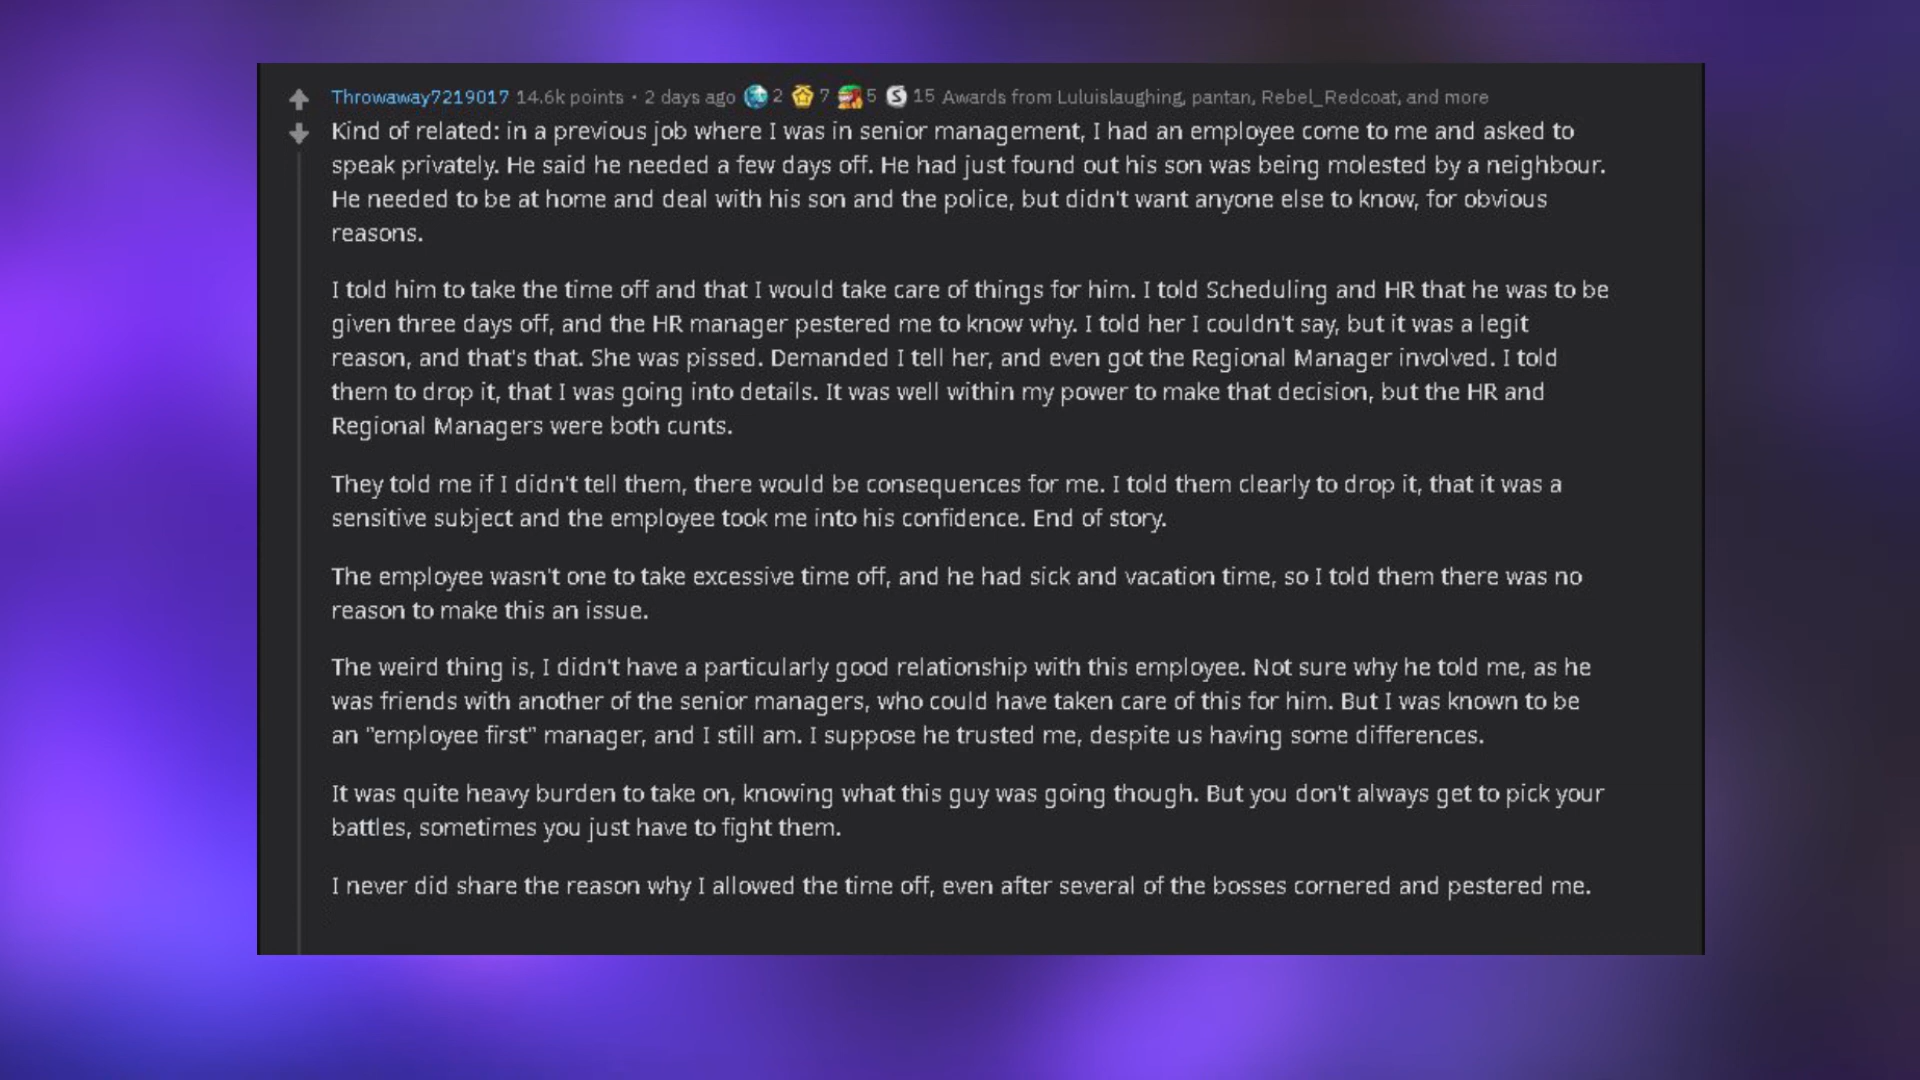 Throwaway7219017 14.6k points · 2 days ago 2 7 5 S 15 Awards from Luluislaughing, pantan, Rebel_Redcoat, and more
Kind of related: in a previous job where I was in senior management, I had an employee come to me and asked to
speak privately. He said he needed a few days off. He had just found out his son was being molested by a neighbour.
He needed to be at home and deal with his son and the police, but didn't want anyone else to know, for obvious
reasons.
I told him to take the time off and that I would take care of things for him. I told Scheduling and HR that he was to be
given three days off, and the HR manager pestered me to know why. I told her I couldn't say, but it was a legit
reason, and that's that. She was pissed. Demanded I tell her, and even got the Regional Manager involved. I told
them to drop it, that I was going into details. It was well within my power to make that decision, but the HR and
Regional Managers were both cunts.
They told me if I didn't tell them, there would be consequences for me. I told them clearly to drop it, that it was a
sensitive subject and the employee took me into his confidence. End of story.
The employee wasn't one to take excessive time off, and he had sick and vacation time, so I told them there was no
reason to make this an issue.
The weird thing is, I didn't have a particularly good relationship with this employee. Not sure why he told me, as he
was friends with another of the senior managers, who could have taken care of this for him. But I was known to be
an "employee first" manager, and I still am. I suppose he trusted me, despite us having some differences.
It was quite heavy burden to take on, knowing what this guy was going though. But you don't always get to pick your
battles, sometimes you just have to fight them.
I never did share the reason why I allowed the time off, even after several of the bosses cornered and pestered me.